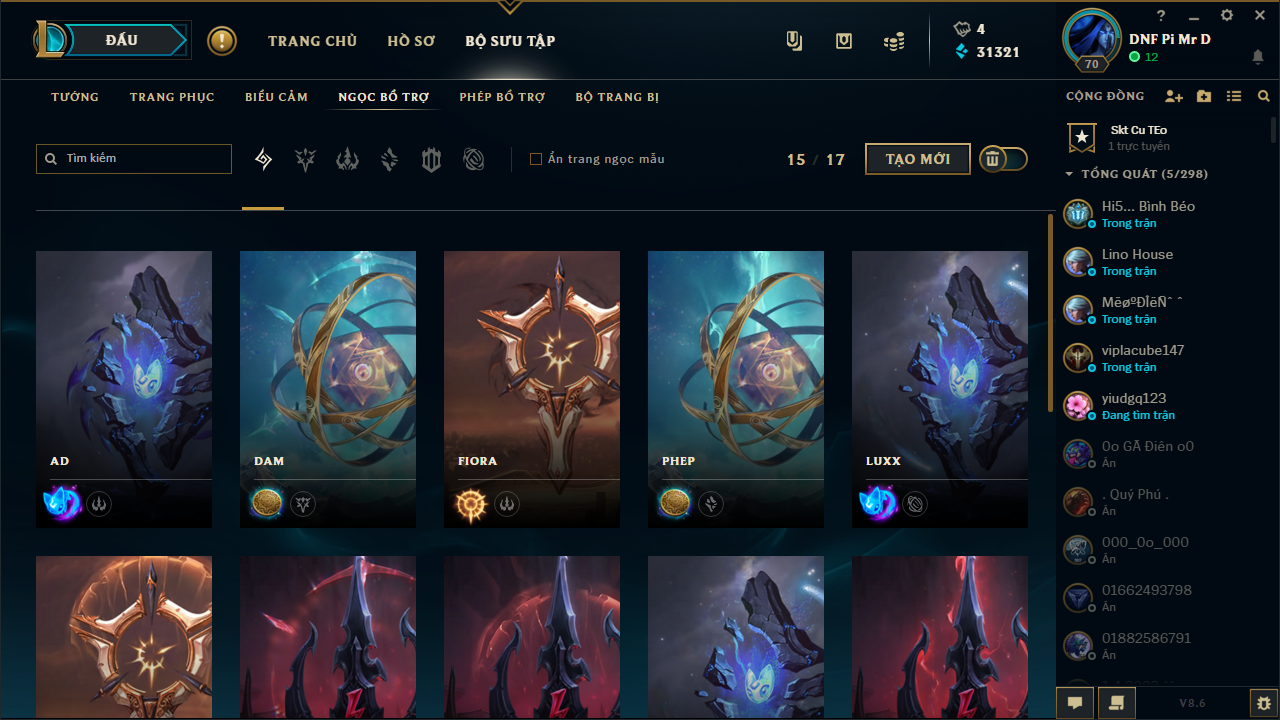 ĐẤU
TRANG CHỦ
HỒ SƠ
BỘ SƯU TẬP
4
31321
70
DNF Pi Mr D
12
TƯỚNG
TRANG PHỤC
BIỂU CẢM
NGỌC BỔ TRỢ
PHÉP BỔ TRỢ
BỘ TRANG BỊ
Tìm kiếm
Ẩn trang ngọc mẫu
15 / 17
TẠO MỚI
AD
DAM
FIORA
PHEP
LUXX
CỘNG ĐỒNG
Skt Cu TEo
1 trực tuyến
TỔNG QUÁT (5/298)
Hi5... Bình Béo
Trong trận
Lino House
Trong trận
Trong trận
viplacube147
Trong trận
yiudgq123
Đang tìm trận
0o GÃ Điên o0
Ẩn
. Quý Phú .
Ẩn
000_0o_000
Ẩn
01662493798
Ẩn
01882586791
Ẩn
V8.6